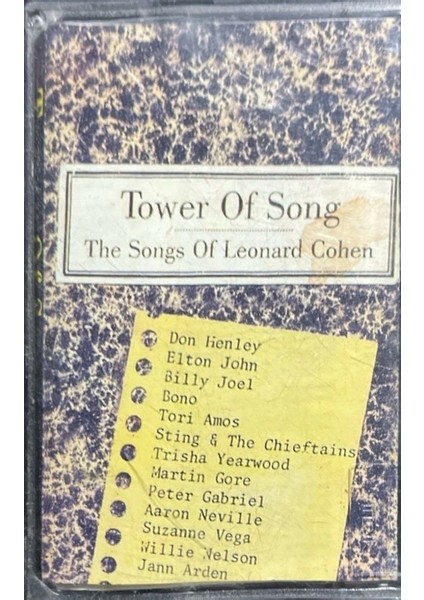 Tower Of Song
The Songs Of Leonard Cohen
Don Henley
Elton John
Billy Joel
Bono
Tori Amos
Sting & The Chieftains
Trisha Yearwood
Martin Gore
Peter Gabriel
Aaron Neville
Suzanne Vega
Willie Nelson
Jann Arden